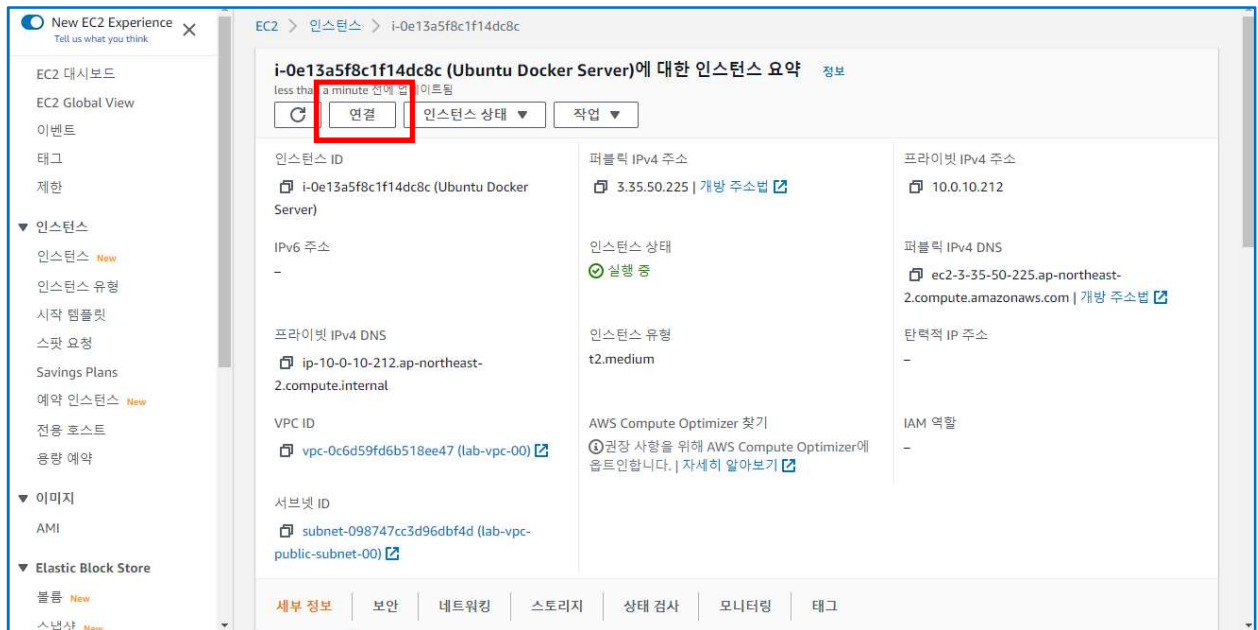 New EC2 Experience
Tell us what you think
EC2 대시보드
EC2 Global View
이벤트
태그
제한
인스턴스
인스턴스 New
인스턴스 유형
시작 템플릿
스팟 요청
Savings Plans
예약 인스턴스 New
전용 호스트
용량 예약
이미지
AMI
Elastic Block Store
볼륨 New
스냅샷 New
EC2 > 인스턴스 > i-0e13a5f8c1f14dc8c
i-0e13a5f8c1f14dc8c (Ubuntu Docker Server)에 대한 인스턴스 요약 정보
less than a minute 전에 업데이트됨
연결 인스턴스 상태 ▼ 작업 ▼
인스턴스 ID
i-0e13a5f8c1f14dc8c (Ubuntu Docker
Server)
퍼블릭 IPv4 주소
3.35.50.225 | 개방 주소법
프라이빗 IPv4 주소
10.0.10.212
IPv6 주소
–
인스턴스 상태
실행 중
퍼블릭 IPv4 DNS
ec2-3-35-50-225.ap-northeast-
2.compute.amazonaws.com | 개방 주소법
프라이빗 IPv4 DNS
ip-10-0-10-212.ap-northeast-
2.compute.internal
인스턴스 유형
t2.medium
탄력적 IP 주소
–
VPC ID
vpc-0c6d59fd6b518ee47 (lab-vpc-00)
AWS Compute Optimizer 찾기
권장 사항을 위해 AWS Compute Optimizer에
옵트인합니다. | 자세히 알아보기
IAM 역할
–
서브넷 ID
subnet-098747cc3d96dbf4d (lab-vpc-
public-subnet-00)
세부 정보 보안 네트워킹 스토리지 상태 검사 모니터링 태그